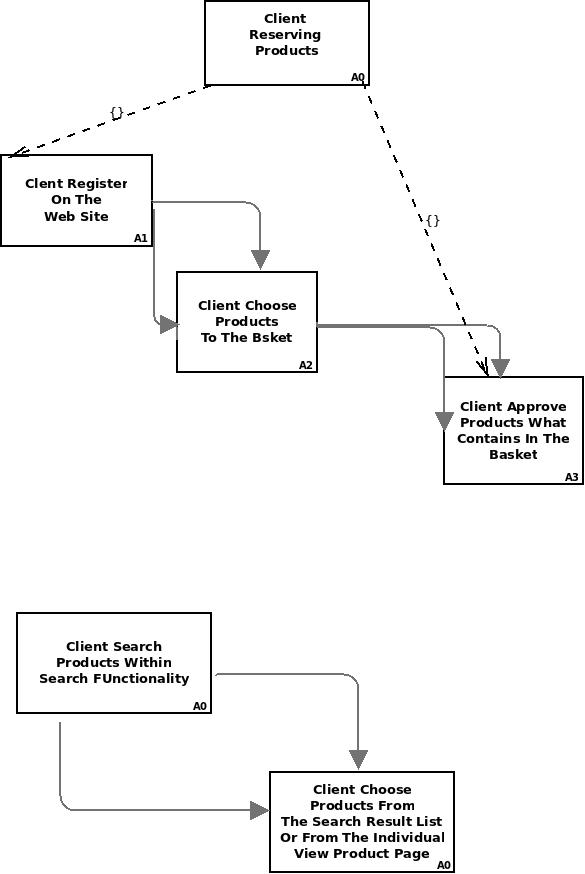 Client
Reserving
Products
A0
{}
Clent Register
On The
Web Site
A1
{}
Client Choose
Products
To The Bsket
A2
Client Approve
Products What
Contains In The
Basket
A3
Client Search
Products Within
Search FUnctionality
A0
Client Choose
Products From
The Search Result List
Or From The Individual
View Product Page
A0